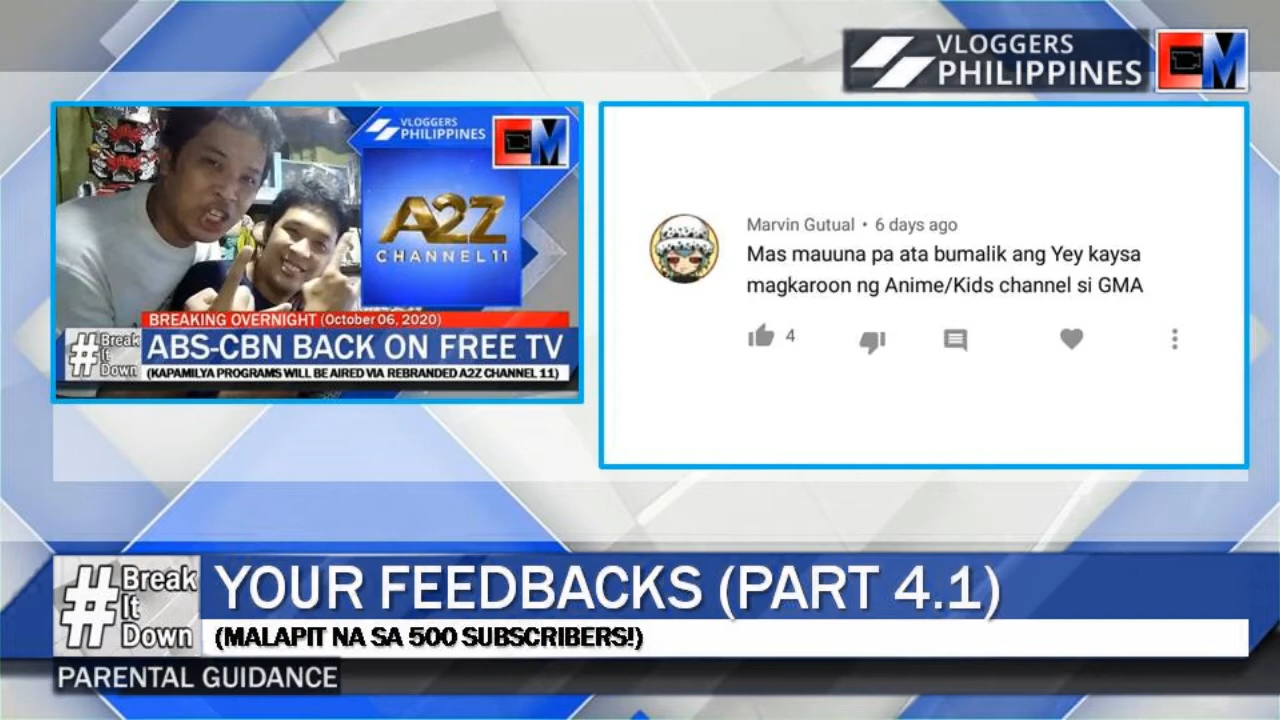 VLOGGERS
PHILIPPINES
CM
VLOGGERS
PHILIPPINES
CM
A2Z
CHANNEL 11
BREAKING OVERNIGHT (October 06, 2020)
#Break It Down
ABS-CBN BACK ON FREE TV
(KAPAMILYA PROGRAMS WILL BE AIRED VIA REBRANDED A2Z CHANNEL 11)
Marvin Gutual • 6 days ago
Mas mauuna pa ata bumalik ang Yey kaysa
magkaroon ng Anime/Kids channel si GMA
4
#Break
It
Down
YOUR FEEDBACKS (PART 4.1)
(MALAPIT NA SA 500 SUBSCRIBERS!)
PARENTAL GUIDANCE